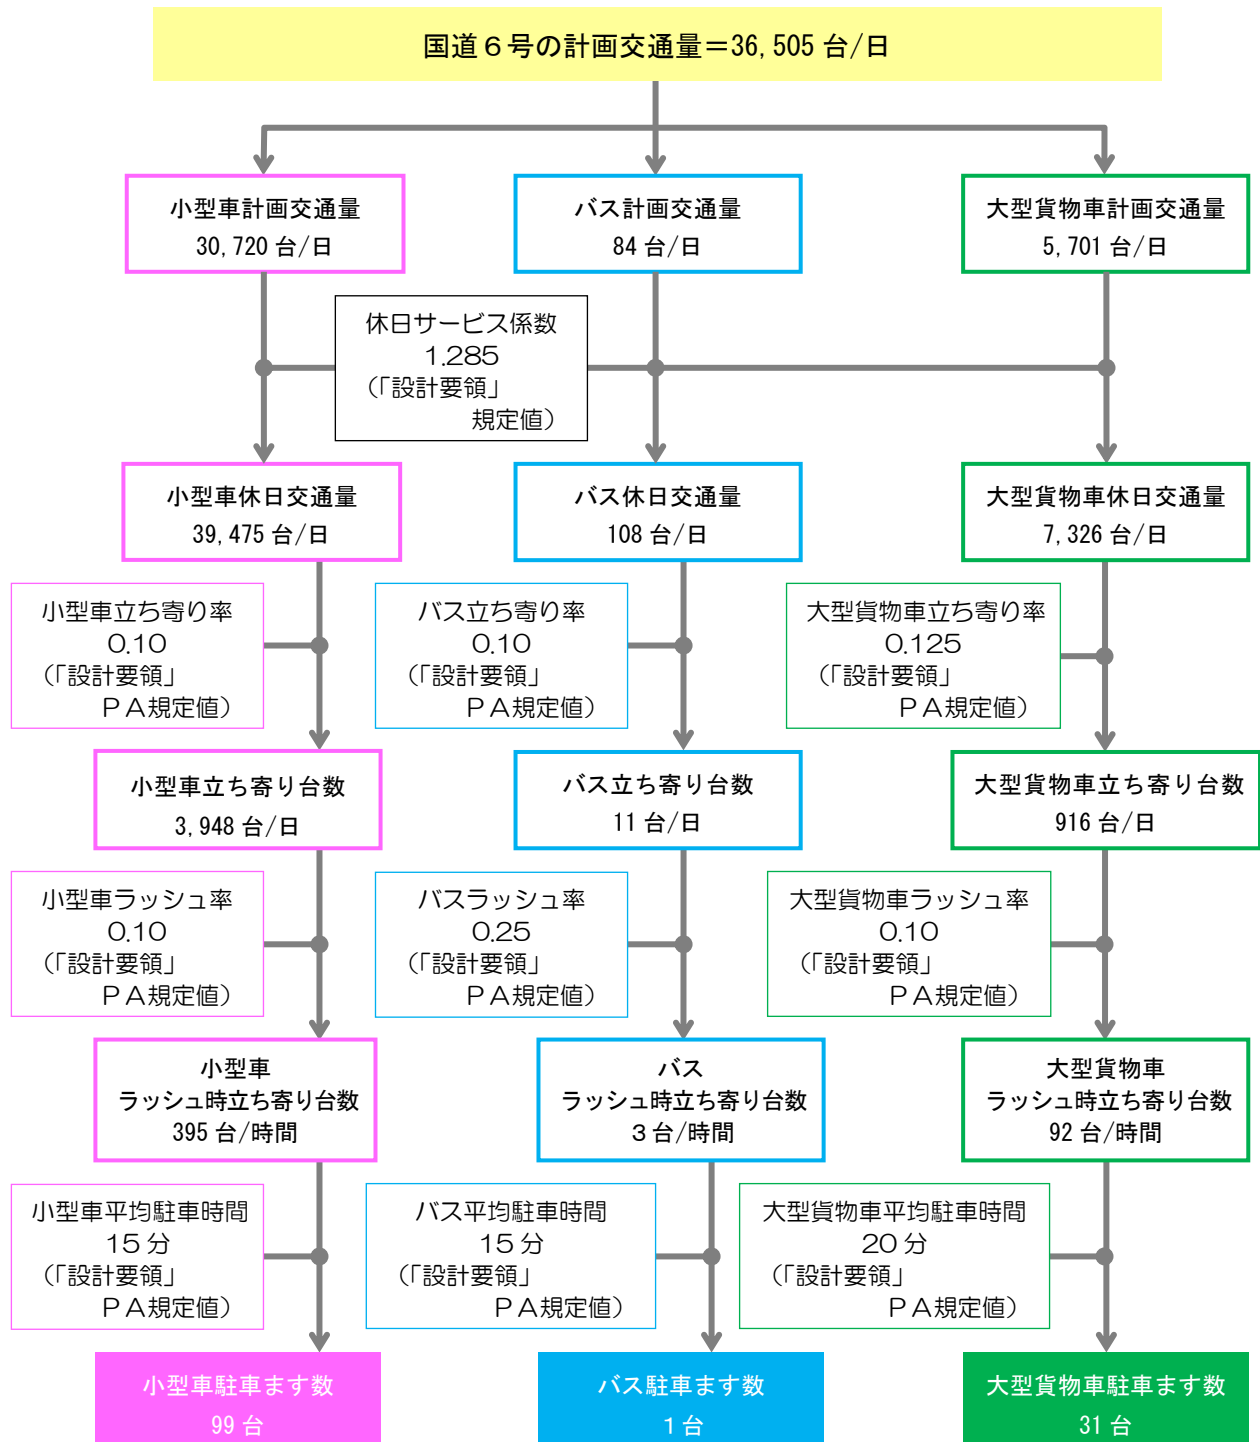 国道６号の計画交通量＝36,505 台/日
小型車計画交通量
30,720 台/日
バス計画交通量
84 台/日
大型貨物車計画交通量
5,701 台/日
休日サービス係数
1.285
（「設計要領」
規定値）
小型車休日交通量
39,475 台/日
バス休日交通量
108 台/日
大型貨物車休日交通量
7,326 台/日
小型車立ち寄り率
0.10
（「設計要領」
ＰＡ規定値）
バス立ち寄り率
0.10
（「設計要領」
ＰＡ規定値）
大型貨物車立ち寄り率
0.125
（「設計要領」
ＰＡ規定値）
小型車立ち寄り台数
3,948 台/日
バス立ち寄り台数
11 台/日
大型貨物車立ち寄り台数
916 台/日
小型車ラッシュ率
0.10
（「設計要領」
ＰＡ規定値）
バスラッシュ率
0.25
（「設計要領」
ＰＡ規定値）
大型貨物車ラッシュ率
0.10
（「設計要領」
ＰＡ規定値）
小型車
ラッシュ時立ち寄り台数
395 台/時間
バス
ラッシュ時立ち寄り台数
３台/時間
大型貨物車
ラッシュ時立ち寄り台数
92 台/時間
小型車平均駐車時間
15 分
（「設計要領」
ＰＡ規定値）
バス平均駐車時間
15 分
（「設計要領」
ＰＡ規定値）
大型貨物車平均駐車時間
20 分
（「設計要領」
ＰＡ規定値）
小型車駐車ます数
99 台
バス駐車ます数
１台
大型貨物車駐車ます数
31 台